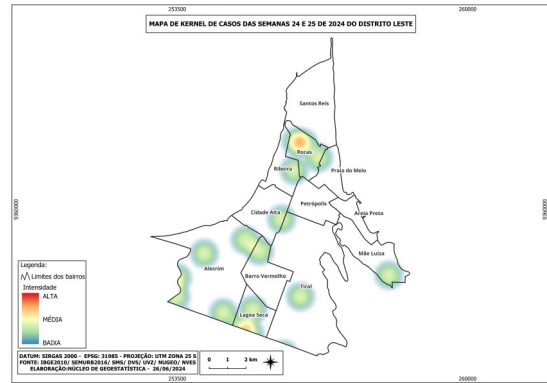 253500
260000
MAPA DE KERNEL DE CASOS DAS SEMANAS 24 E 25 DE 2024 DO DISTRITO LESTE
Santos Reis
Rocas
Ribeira
Praia do Meio
Petrópolis
Cidade Alta
Areia Preta
9360000
9360000
Mãe Luiza
Alecrim
Barro Vermelho
Tirol
Lagoa Seca
Legenda:
Limites dos bairros
Intensidade
ALTA
MÉDIA
BAIXA
DATUM: SIRGAS 2000 - EPSG: 31985 - PROJEÇÃO: UTM ZONA 25 S
FONTE: IBGE2010/ SEMURB2016/ SMS/ DVS/ UVZ/ NUGEO/ NVES
ELABORAÇÃO:NÚCLEO DE GEOESTATÍSTICA - 26/06/2024
0 1 2 km
253500
260000